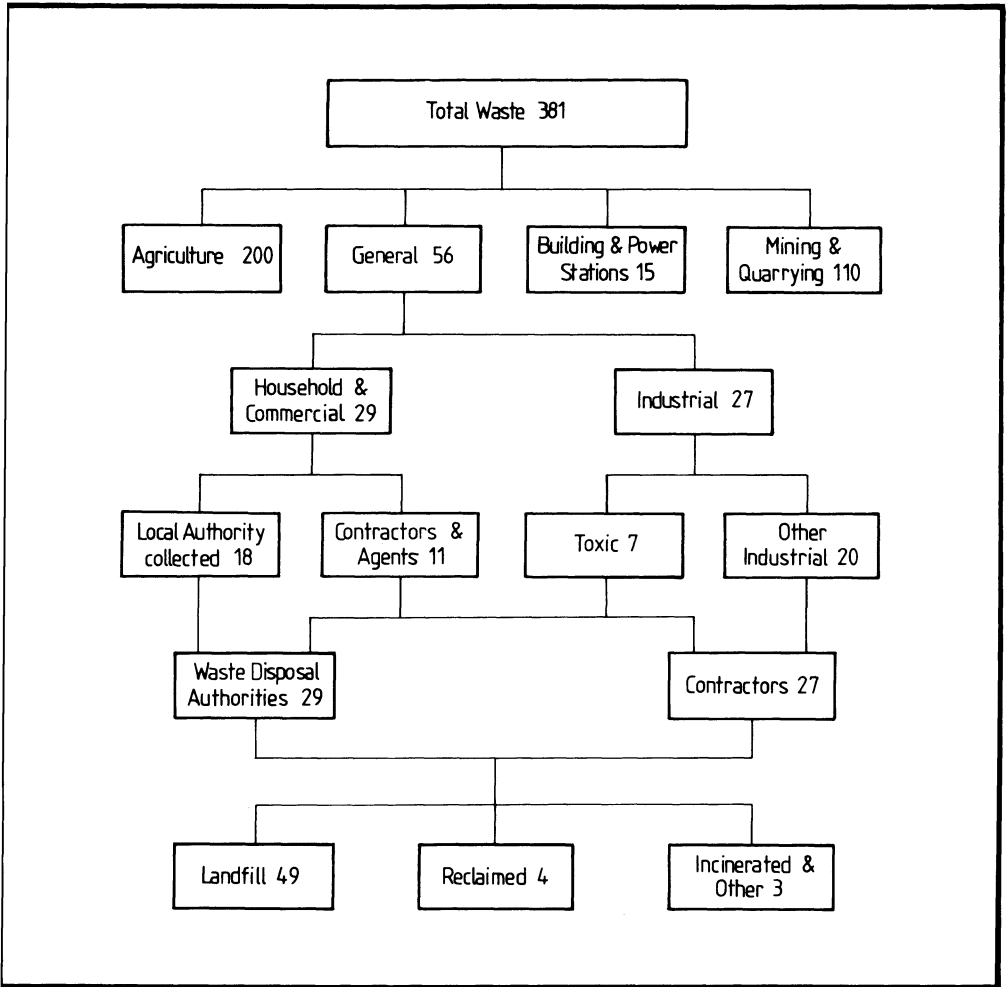 Total Waste 381
Agriculture 200
General 56
Building & Power
Stations 15
Mining &
Quarrying 110
Household &
Commercial 29
Industrial 27
Local Authority
collected 18
Contractors &
Agents 11
Toxic 7
Other
Industrial 20
Waste Disposal
Authorities 29
Contractors 27
Landfill 49
Reclaimed 4
Incinerated &
Other 3